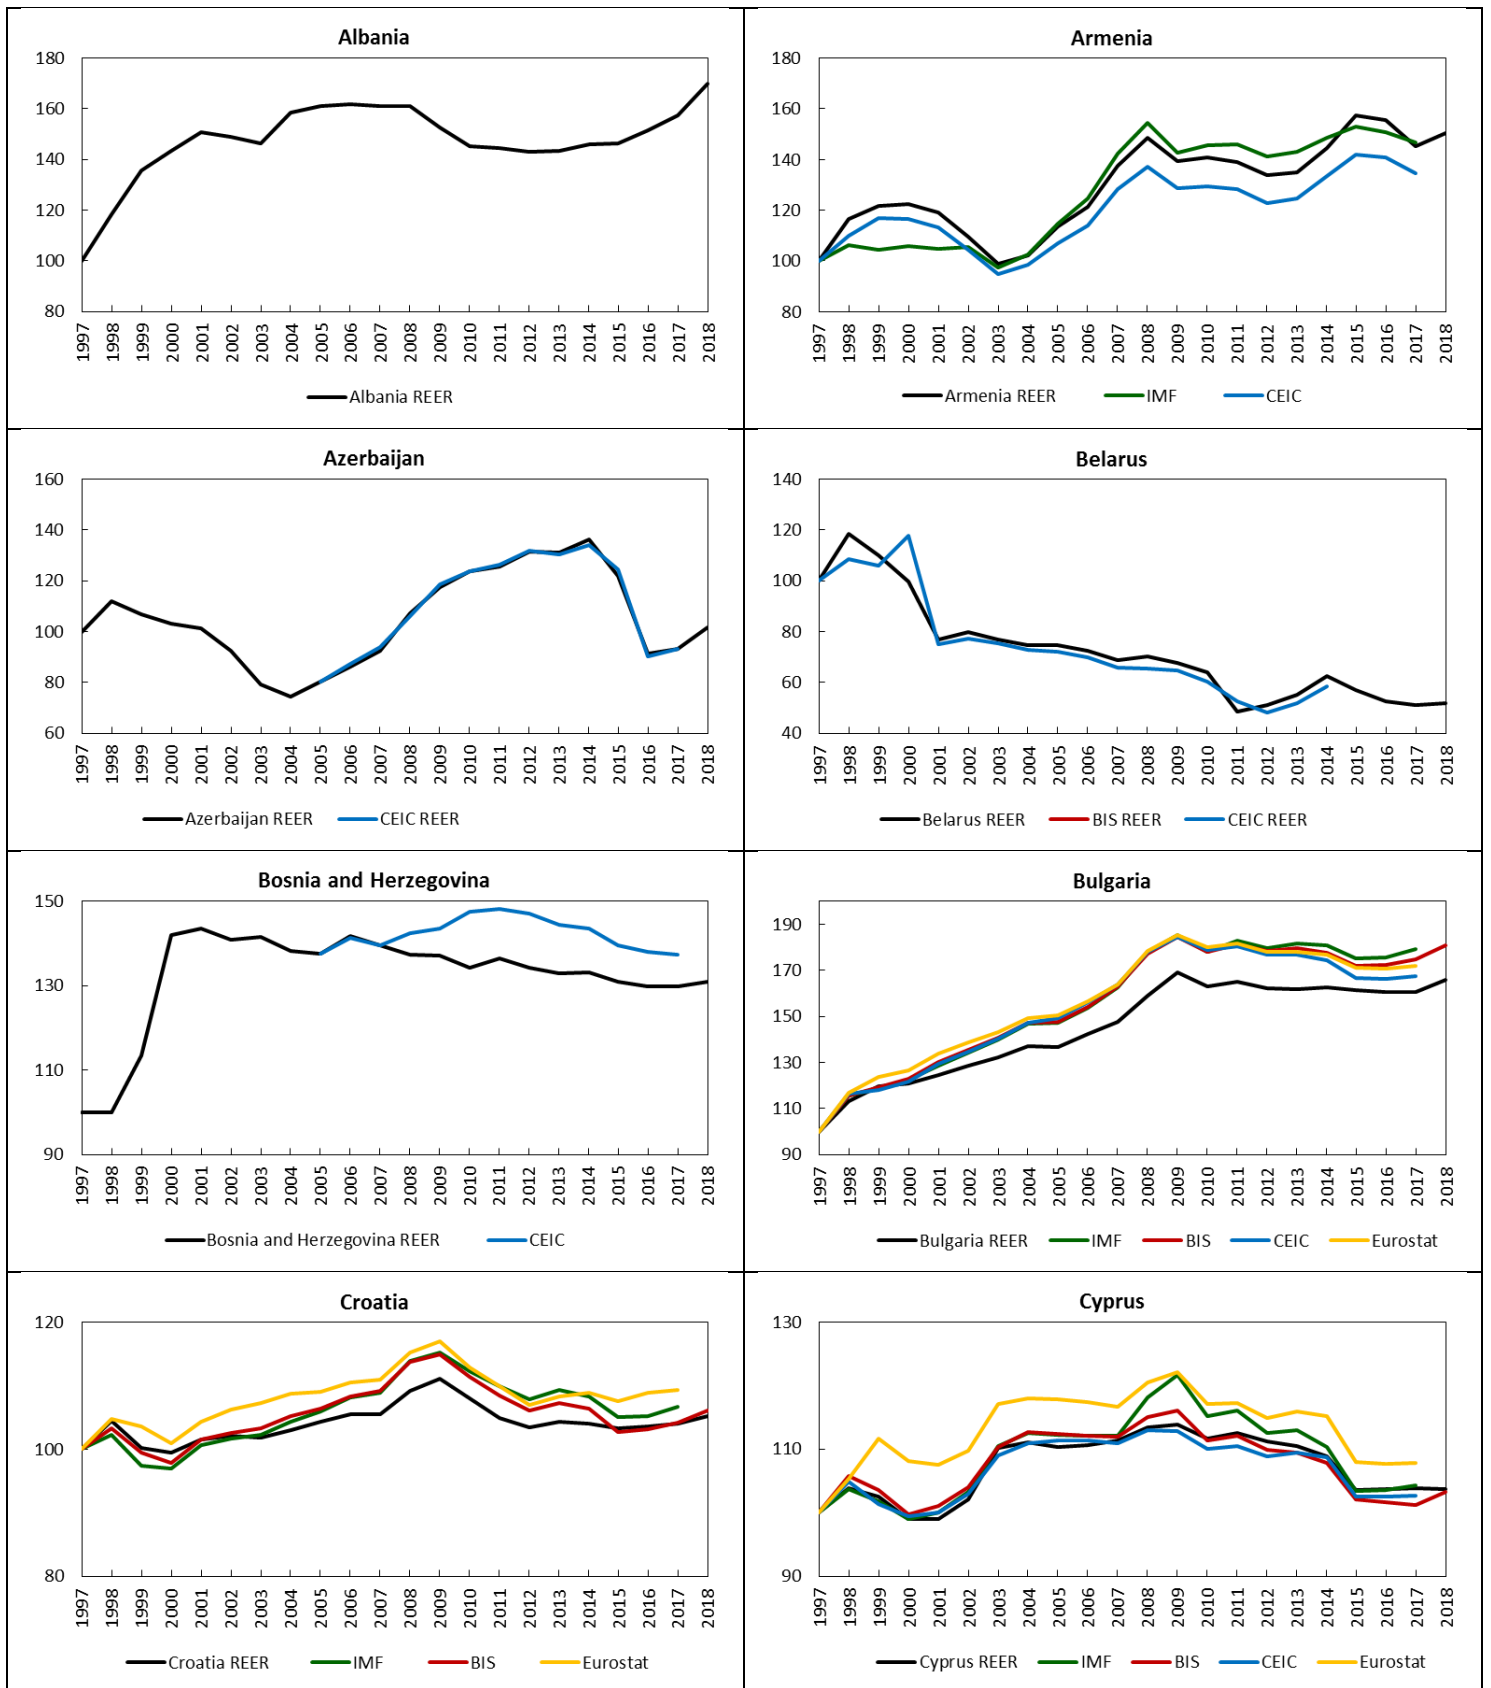 Albania
180
160
140
120
100
80
1997 1998 1999 2000 2001 2002 2003 2004 2005 2006 2007 2008 2009 2010 2011 2012 2013 2014 2015 2016 2017 2018
Albania REER
Armenia
180
160
140
120
100
80
1997 1998 1999 2000 2001 2002 2003 2004 2005 2006 2007 2008 2009 2010 2011 2012 2013 2014 2015 2016 2017 2018
Armenia REER IMF CEIC
Azerbaijan
160
140
120
100
80
60
1997 1998 1999 2000 2001 2002 2003 2004 2005 2006 2007 2008 2009 2010 2011 2012 2013 2014 2015 2016 2017 2018
Azerbaijan REER CEIC REER
Belarus
140
120
100
80
60
40
1997 1998 1999 2000 2001 2002 2003 2004 2005 2006 2007 2008 2009 2010 2011 2012 2013 2014 2015 2016 2017 2018
Belarus REER BIS REER CEIC REER
Bosnia and Herzegovina
150
130
110
90
1997 1998 1999 2000 2001 2002 2003 2004 2005 2006 2007 2008 2009 2010 2011 2012 2013 2014 2015 2016 2017 2018
Bosnia and Herzegovina REER CEIC
Bulgaria
190
170
150
130
110
90
1997 1998 1999 2000 2001 2002 2003 2004 2005 2006 2007 2008 2009 2010 2011 2012 2013 2014 2015 2016 2017 2018
Bulgaria REER IMF BIS CEIC Eurostat
Croatia
120
100
80
1997 1998 1999 2000 2001 2002 2003 2004 2005 2006 2007 2008 2009 2010 2011 2012 2013 2014 2015 2016 2017 2018
Croatia REER IMF BIS Eurostat
Cyprus
130
110
90
1997 1998 1999 2000 2001 2002 2003 2004 2005 2006 2007 2008 2009 2010 2011 2012 2013 2014 2015 2016 2017 2018
Cyprus REER IMF BIS CEIC Eurostat